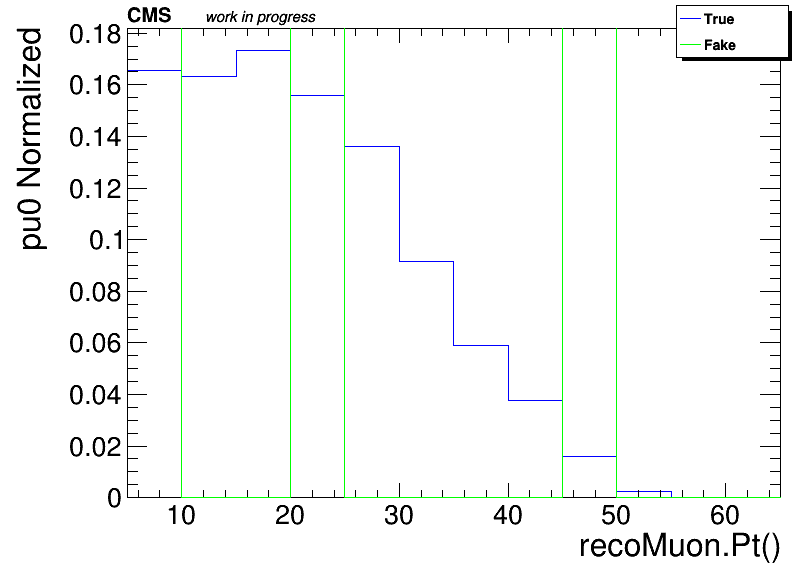 CMS work in progress
True
Fake
pu0 Normalized
0.18
0.16
0.14
0.12
0.1
0.08
0.06
0.04
0.02
0
10 20 30 40 50 60
recoMuon.Pt()